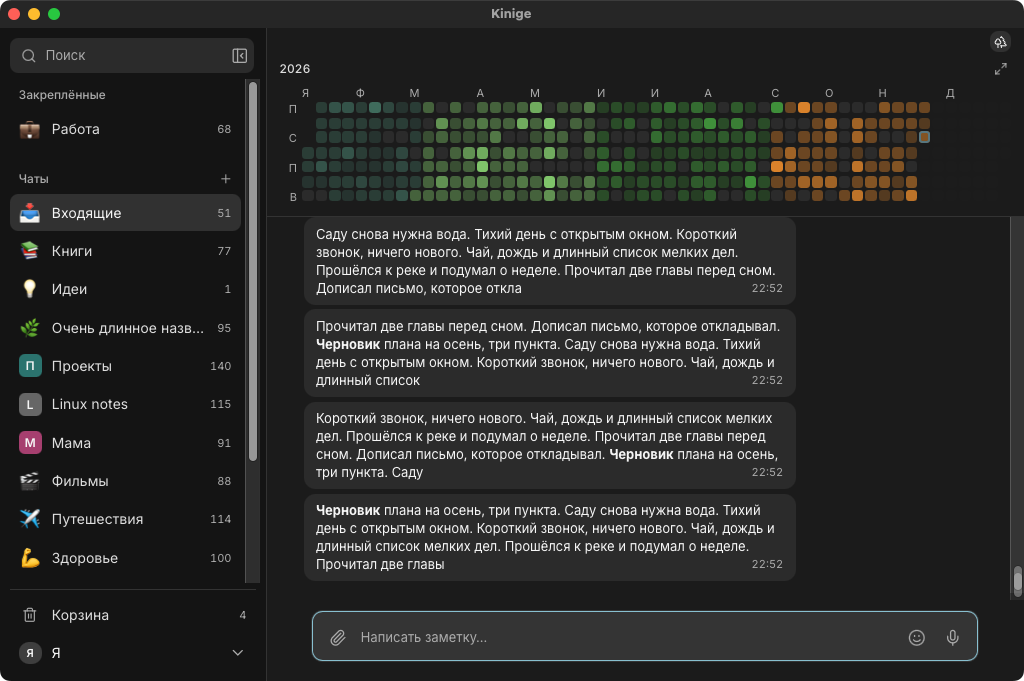 Kinige
Поиск
Закреплённые
Работа 68
Чаты
Входящие 51
Книги 77
Идеи 1
Очень длинное назв... 95
П Проекты 140
L Linux notes 115
М Мама 91
Фильмы 88
Путешествия 114
Здоровье 100
Корзина 4
Я Я
2026
Я Ф М А М И И А С О Н Д
П
С
П
В
Саду снова нужна вода. Тихий день с открытым окном. Короткий
звонок, ничего нового. Чай, дождь и длинный список мелких дел.
Прошёлся к реке и подумал о неделе. Прочитал две главы перед сном.
Дописал письмо, которое откла 22:52
Прочитал две главы перед сном. Дописал письмо, которое откладывал.
Черновик плана на осень, три пункта. Саду снова нужна вода. Тихий
день с открытым окном. Короткий звонок, ничего нового. Чай, дождь и
длинный список 22:52
Короткий звонок, ничего нового. Чай, дождь и длинный список мелких
дел. Прошёлся к реке и подумал о неделе. Прочитал две главы перед
сном. Дописал письмо, которое откладывал. Черновик плана на осень,
три пункта. Саду 22:52
Черновик плана на осень, три пункта. Саду снова нужна вода. Тихий
день с открытым окном. Короткий звонок, ничего нового. Чай, дождь и
длинный список мелких дел. Прошёлся к реке и подумал о неделе.
Прочитал две главы 22:52
Написать заметку...